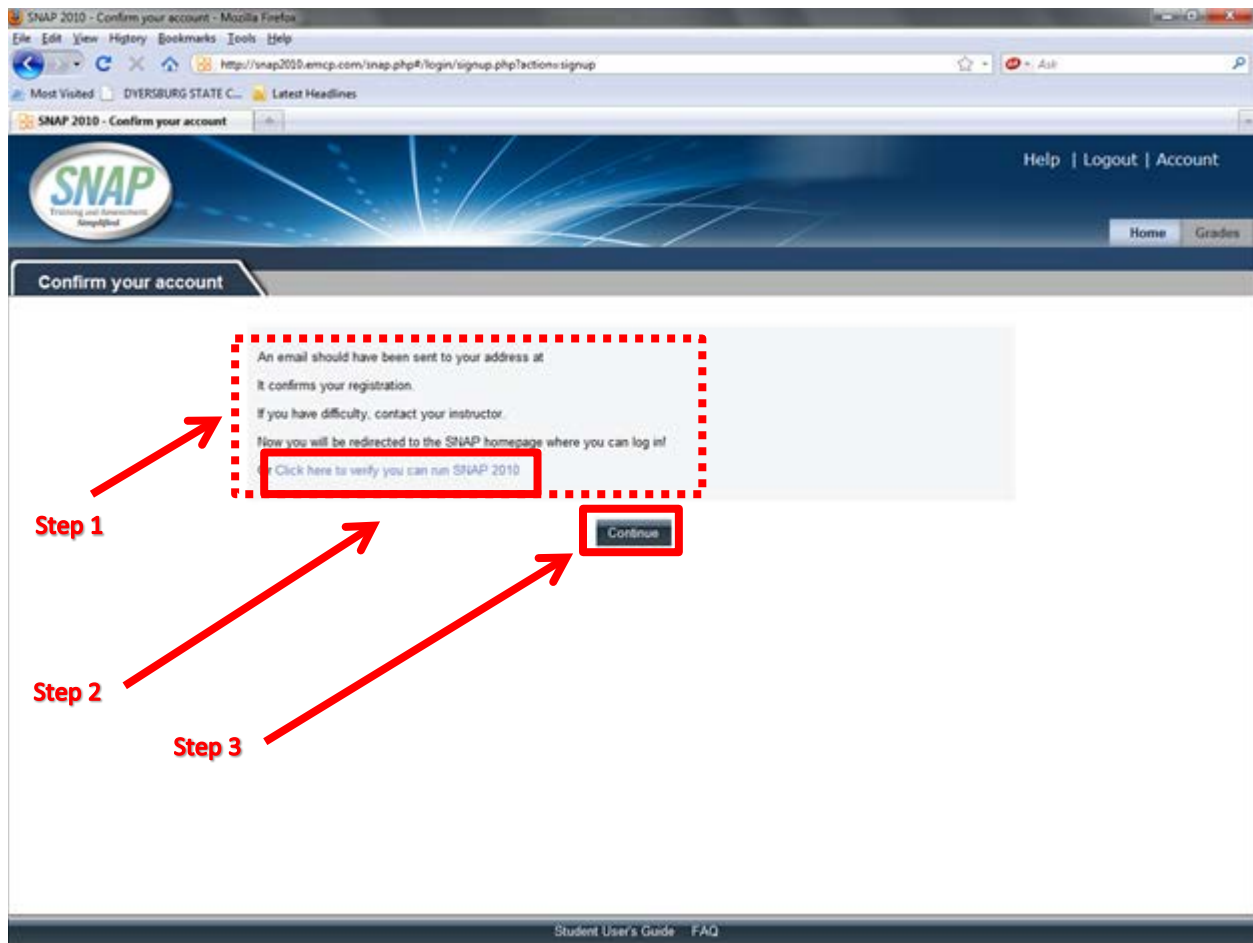 SNAP 2010 - Confirm your account - Mozilla Firefox
File Edit View History Bookmarks Tools Help
http://snap2010.emcp.com/snap.php#/login/signup.php?action=signup
Ask
Most Visited DYERSBURG STATE C... Latest Headlines
SNAP 2010 - Confirm your account
SNAP
Training and Assessment
Simplified
Help | Logout | Account
Home Grades
Confirm your account
An email should have been sent to your address at
It confirms your registration.
If you have difficulty, contact your instructor.
Now you will be redirected to the SNAP homepage where you can log in!
Or Click here to verify you can run SNAP 2010
Continue
Step 1
Step 2
Step 3
Student User's Guide FAQ